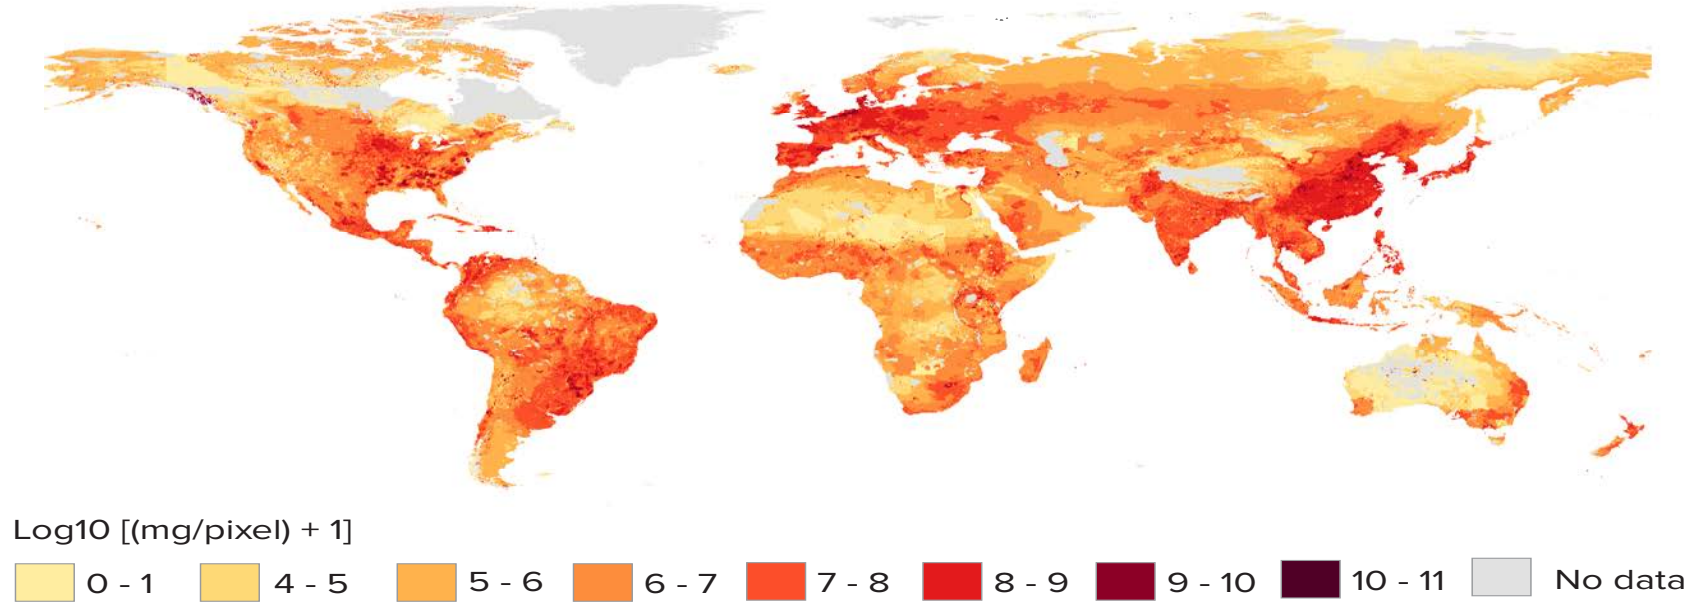 Log10 [(mg/pixel) + 1]
0 - 1 4 - 5 5 - 6 6 - 7 7 - 8 8 - 9 9 - 10 10 - 11 No data